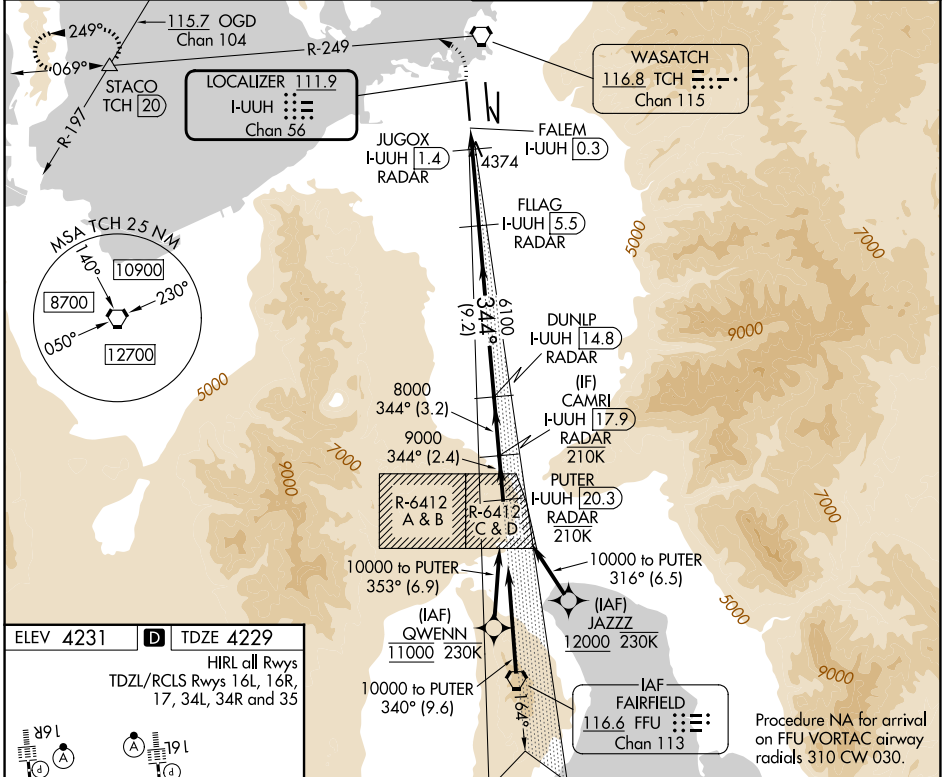 249°
069°
115.7 OGD
Chan 104
R-249
STACO
TCH 20
R-197
LOCALIZER 111.9
I-UUH
Chan 56
WASATCH
116.8 TCH
Chan 115
N
JUGOX
I-UUH 1.4
RADAR
FALEM
I-UUH 0.3
4374
FLLAG
I-UUH 5.5
RADAR
5000
7000
MSA TCH 25 NM
140°
10900
8700
230°
050°
12700
344°
(9.2)
6100
DUNLP
I-UUH 14.8
RADAR
9000
5000
8000
344° (3.2)
(IF)
CAMRI
I-UUH 17.9
RADAR
210K
9000
344° (2.4)
7000
9000
PUTER
I-UUH 20.3
RADAR
210K
R-6412
A & B
R-6412
C & D
7000
10000 to PUTER
353° (6.9)
10000 to PUTER
316° (6.5)
(IAF)
QWENN
11000 230K
(IAF)
JAZZZ
12000 230K
5000
9000
10000 to PUTER
340° (9.6)
164°
IAF
FAIRFIELD
116.6 FFU
Chan 113
Procedure NA for arrival
on FFU VORTAC airway
radials 310 CW 030.
ELEV 4231 D TDZE 4229
HIRL all Rwys
TDZL/RCLS Rwys 16L, 16R,
17, 34L, 34R and 35
16R
A
P
A
16L
P